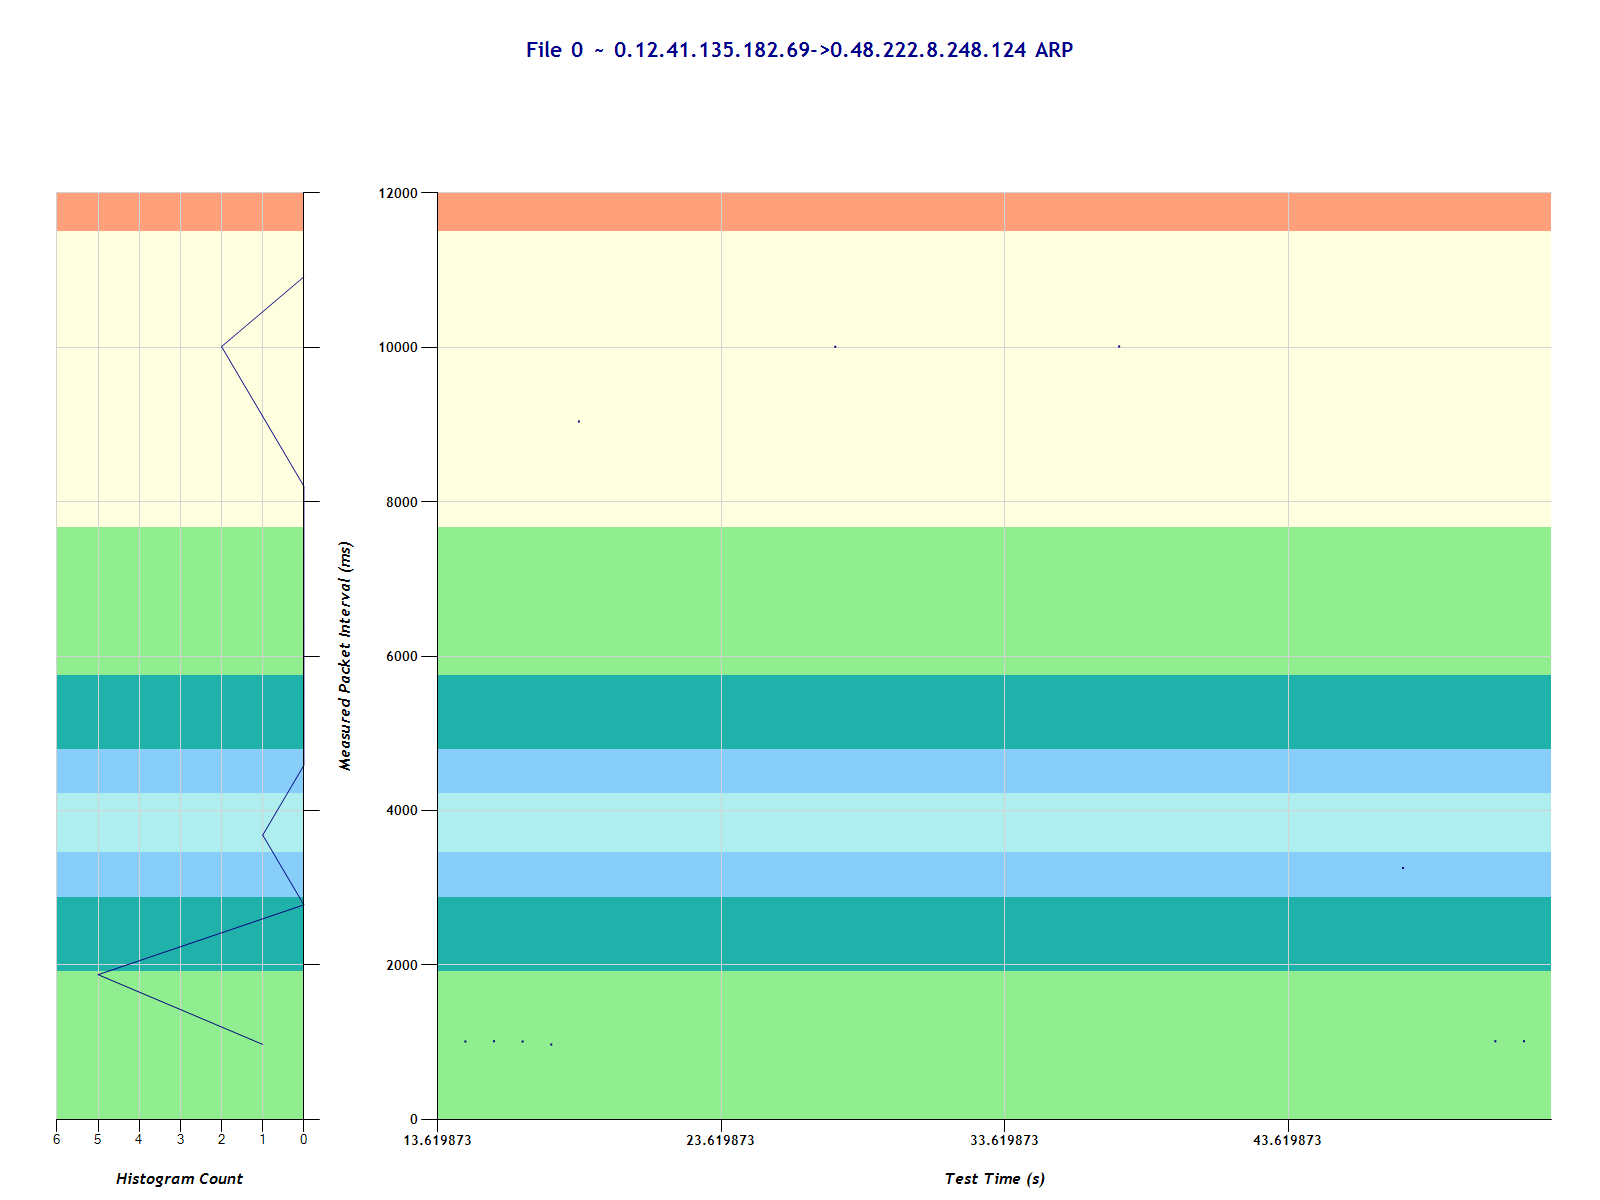 File 0 ~ 0.12.41.135.182.69->0.48.222.8.248.124 ARP
12000
10000
8000
6000
4000
2000
0
Measured Packet Interval (ms)
6 5 4 3 2 1 0
Histogram Count
13.619873 23.619873 33.619873 43.619873
Test Time (s)